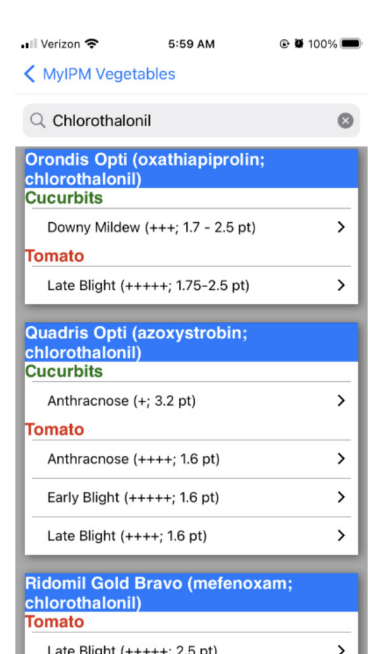 Verizon 5:59 AM 100%
MyIPM Vegetables
Chlorothalonil
Orondis Opti (oxathiapiprolin;
chlorothalonil)
Cucurbits
Downy Mildew (+++; 1.7 - 2.5 pt)
Tomato
Late Blight (+++++; 1.75-2.5 pt)
Quadris Opti (azoxystrobin;
chlorothalonil)
Cucurbits
Anthracnose (+; 3.2 pt)
Tomato
Anthracnose (++++; 1.6 pt)
Early Blight (+++++; 1.6 pt)
Late Blight (++++; 1.6 pt)
Ridomil Gold Bravo (mefenoxam;
chlorothalonil)
Tomato
Late Blight (+++++; 2.5 pt)